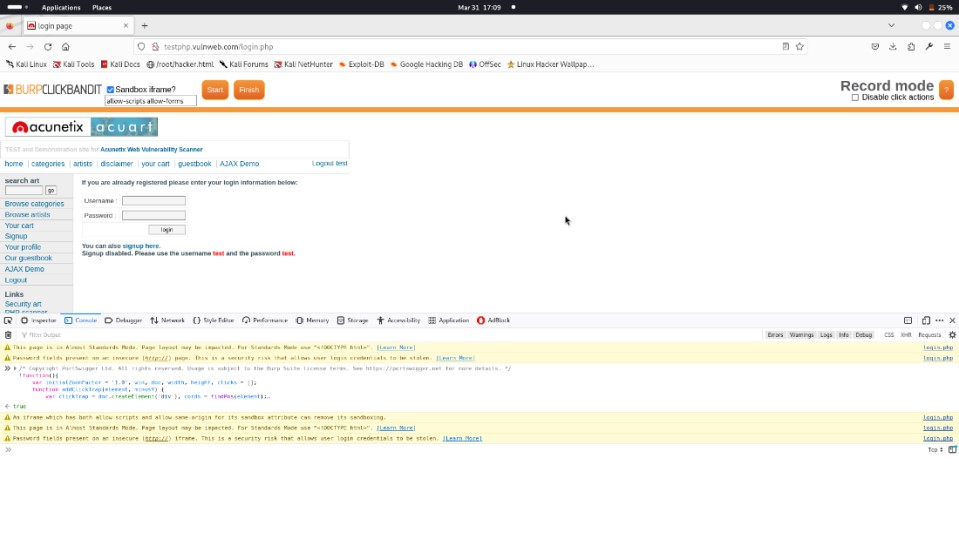 Applications Places Mar 31 17:09 25%
login page
testphp.vulnweb.com/login.php
Kali Linux Kali Tools Kali Docs /root/hacker.html Kali Forums Kali NetHunter Exploit-DB Google Hacking DB OffSec Linux Hacker Wallpap...
BURPCLICKBANDIT Sandbox iframe? Start Finish Record mode ?
allow-scripts allow-forms Disable click actions
acunetix acuart
TEST and Demonstration site for Acunetix Web Vulnerability Scanner
home categories artists disclaimer your cart guestbook AJAX Demo Logout test
search art
go
Browse categories
Browse artists
Your cart
Signup
Your profile
Our guestbook
AJAX Demo
Logout
Links
Security art
If you are already registered please enter your login information below:
Username :
Password :
login
You can also signup here.
Signup disabled. Please use the username test and the password test.
Inspector Console Debugger Network Style Editor Performance Memory Storage Accessibility Application AdBlock
Filter Output Errors Warnings Logs Info Debug CSS XHR Requests
This page is in Almost Standards Mode. Page layout may be impacted. For Standards Mode use "<!DOCTYPE html>". [Learn More] login.php
Password fields present on an insecure (http://) page. This is a security risk that allows user login credentials to be stolen. [Learn More] login.php
/* Copyright PortSwigger Ltd. All rights reserved. Usage is subject to the Burp Suite license terms. See https://portswigger.net for more details. */
!function(){
var initialZoomFactor = "1.0", win, doc, width, height, clicks = [];
function addClickTrap(element, minusY) {
var clickTrap = doc.createElement('div'), cords = findPos(element);…
true
An iframe which has both allow-scripts and allow-same-origin for its sandbox attribute can remove its sandboxing. login.php
This page is in Almost Standards Mode. Page layout may be impacted. For Standards Mode use "<!DOCTYPE html>". [Learn More] login.php
Password fields present on an insecure (http://) iframe. This is a security risk that allows user login credentials to be stolen. [Learn More] login.php
Top